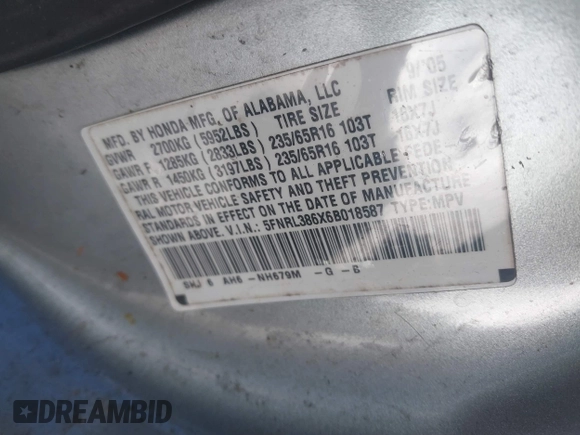 MFD. BY HONDA MFG. OF ALABAMA, LLC 9/05
GVWR 2700KG (5952LBS) TIRE SIZE RIM SIZE
GAWR F 1285KG (2833LBS) 235/65R16 103T 16X7J
GAWR R 1450KG (3197LBS) 235/65R16 103T 16X7J
THIS VEHICLE CONFORMS TO ALL APPLICABLE FEDE-
RAL MOTOR VEHICLE SAFETY AND THEFT PREVENTION
STANDARDS IN EFFECT ON THE DATE OF MANUFACTURE
SHOWN ABOVE. V.I.N.: 5FNRL386X6B018587 TYPE:MPV
SHJ 6 AH6 -NH679M -G -B
DREAMBID